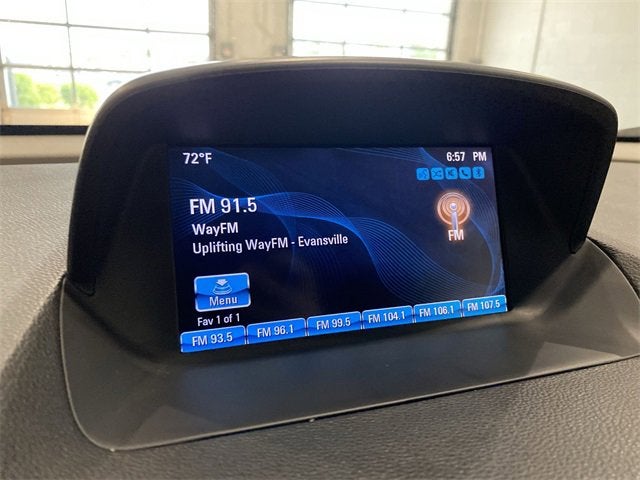 72°F
6:57 PM
FM 91.5
WayFM
Uplifting WayFM - Evansville
FM
Menu
Fav 1 of 1
FM 93.5 FM 96.1 FM 99.5 FM 104.1 FM 106.1 FM 107.5